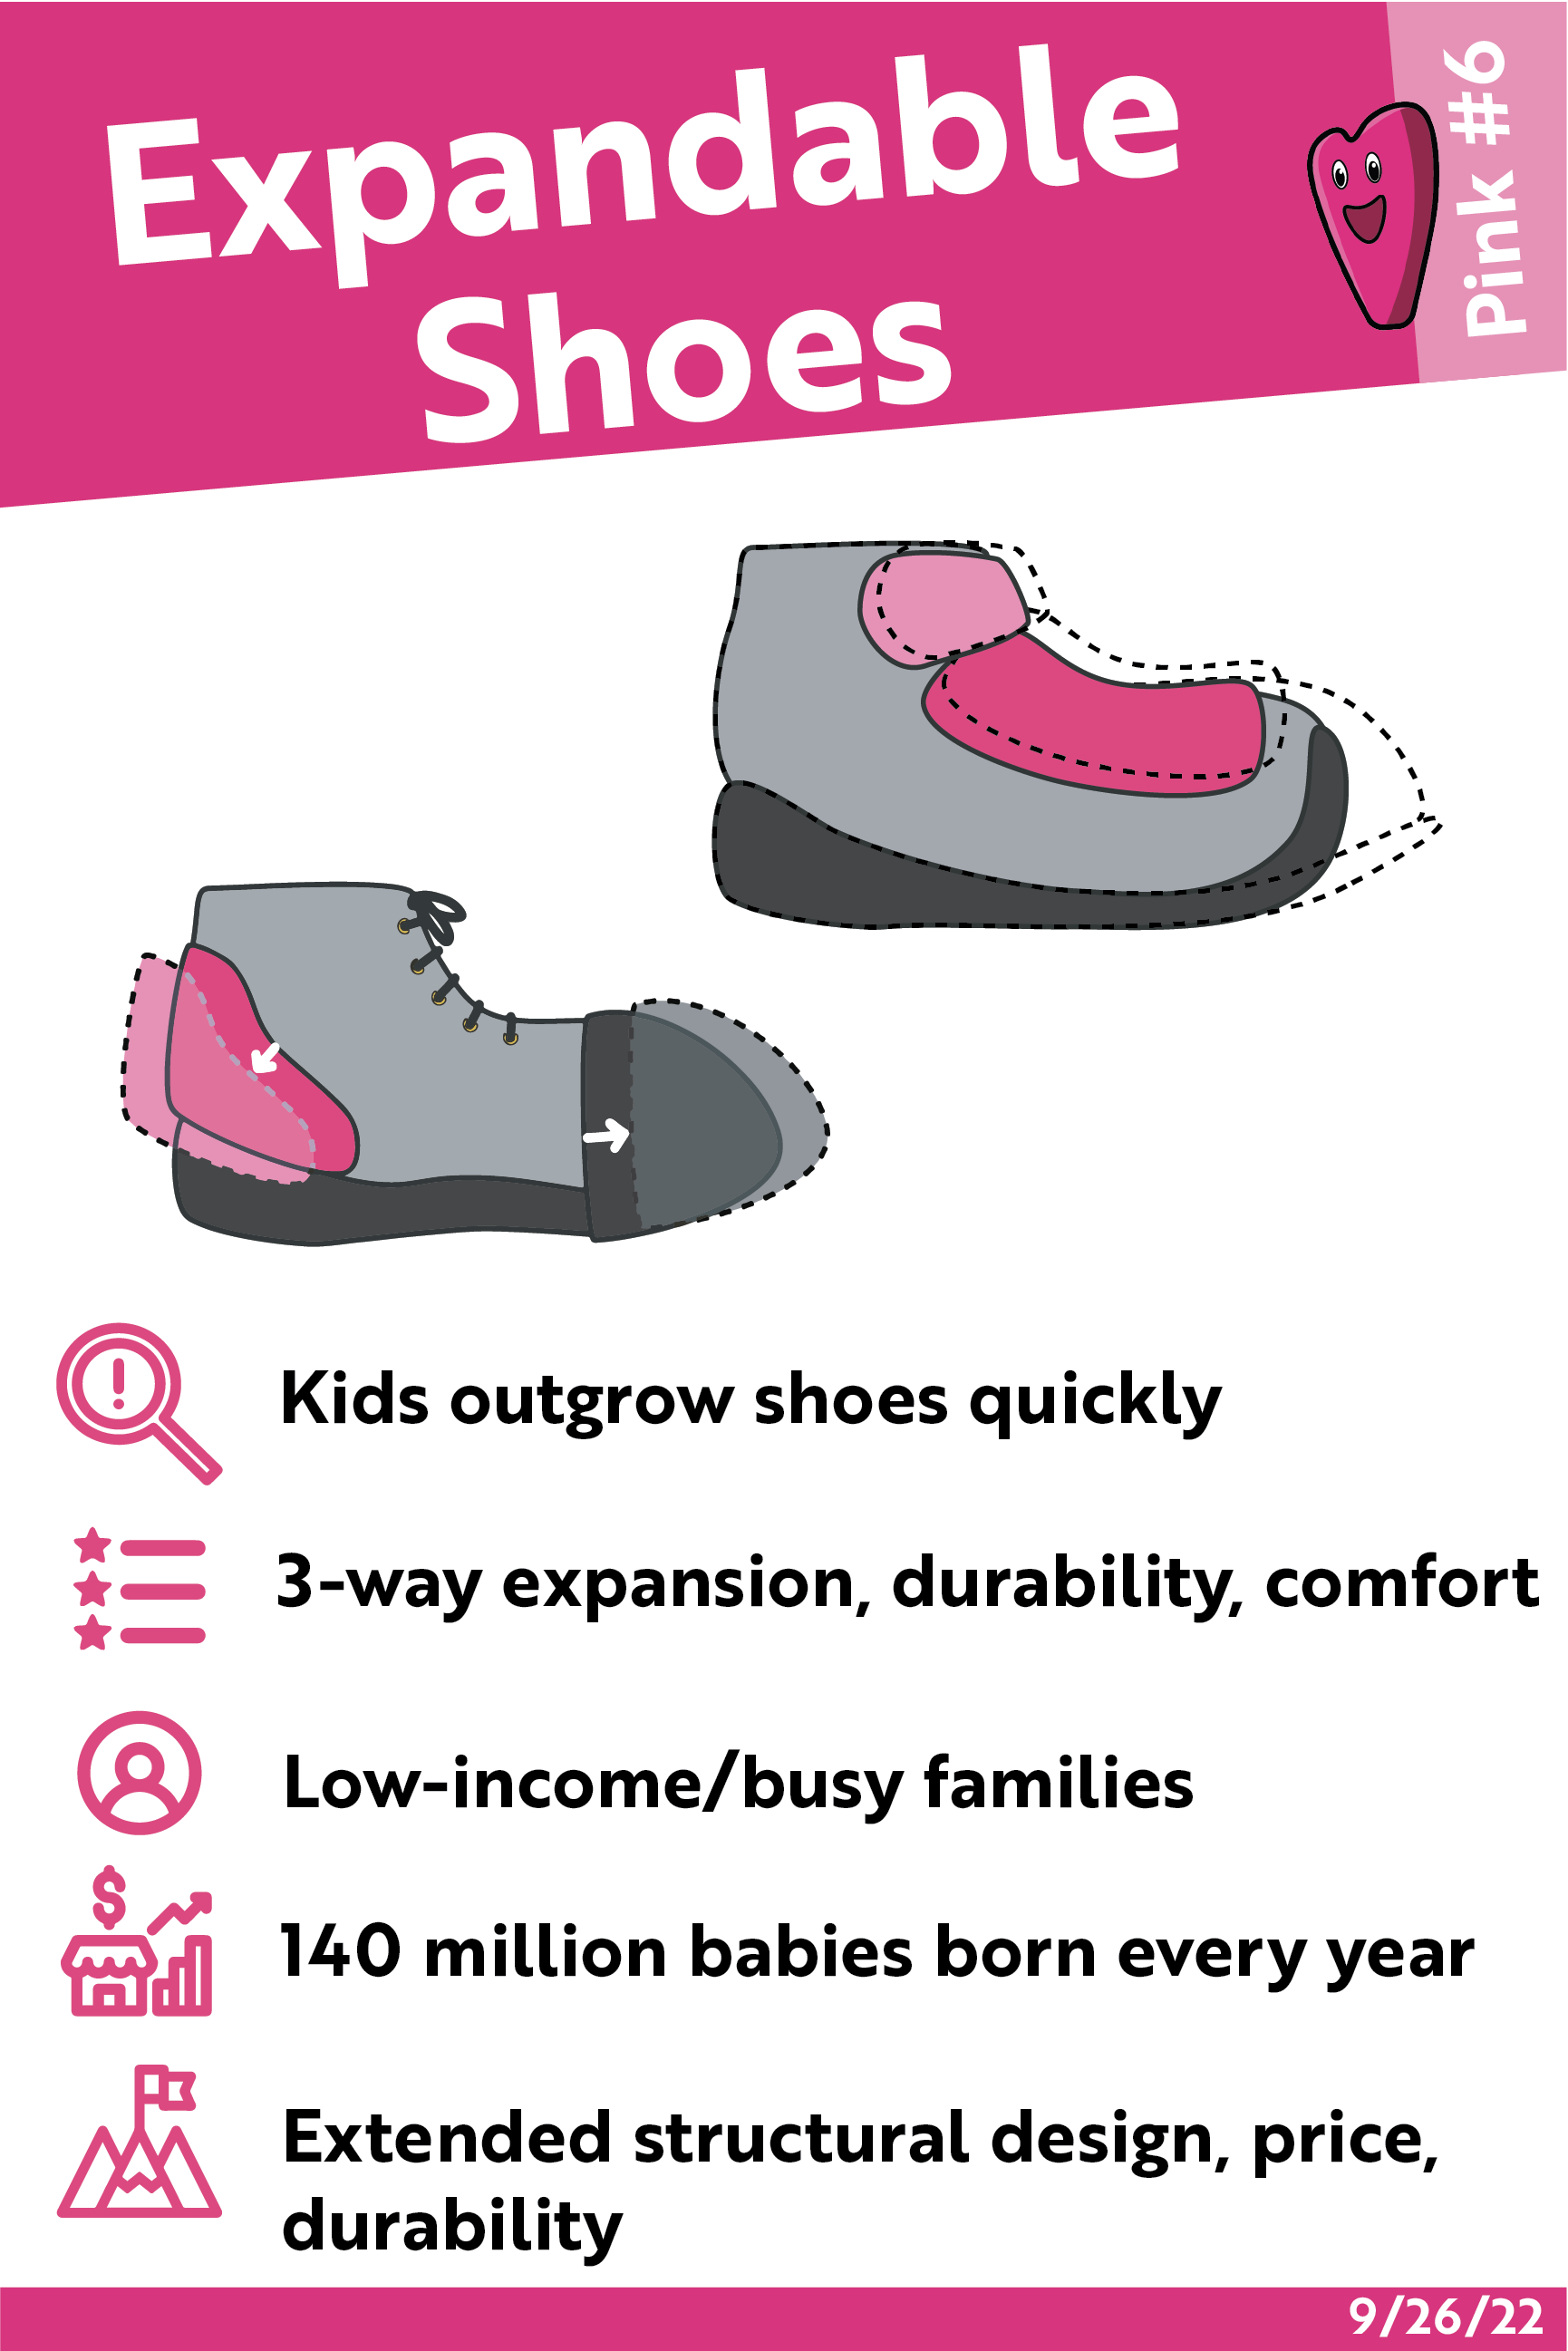 Expandable
Shoes
Pink #6
Kids outgrow shoes quickly
3-way expansion, durability, comfort
Low-income/busy families
140 million babies born every year
Extended structural design, price,
durability
9/26/22